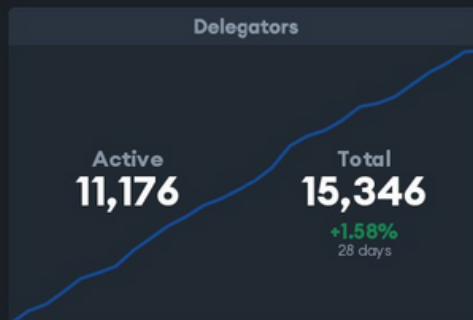 Delegators
Active
11,176
Total
15,346
+1.58%
28 days